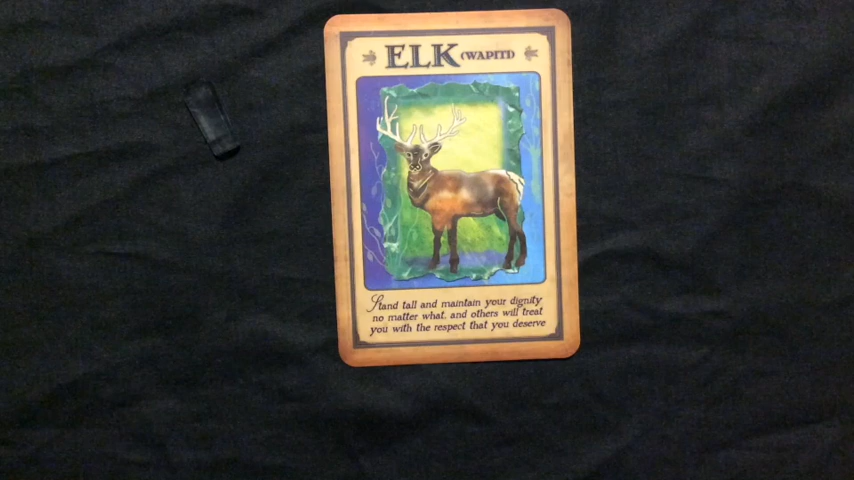 ELK (WAPITI)
Stand tall and maintain your dignity
no matter what, and others will treat
you with the respect that you deserve